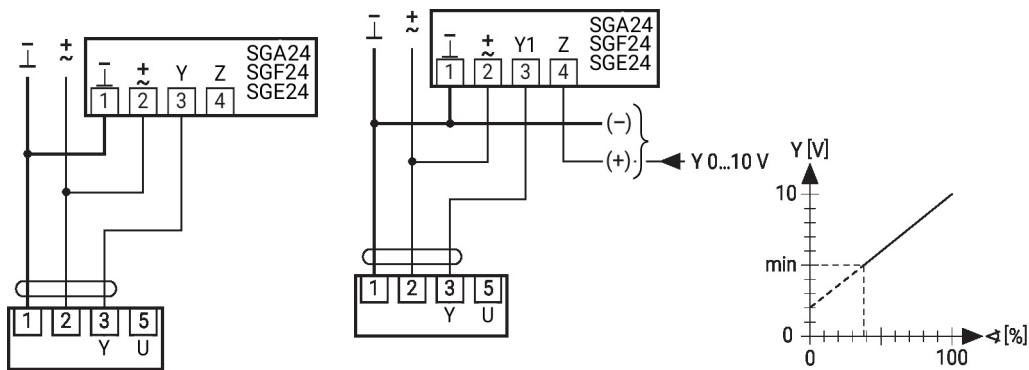 – + ~
⊥
SGA24
SGF24
SGE24
– ⊥ + ~ Y Z
1 2 3 4
1 2 3 5
Y U
– + ~
⊥
SGA24
SGF24
SGE24
– ⊥ + ~ Y1 Z
1 2 3 4
(–)
(+) Y 0...10 V
1 2 3 5
Y U
Y [V]
10
min
0
0 100
∢ [%]